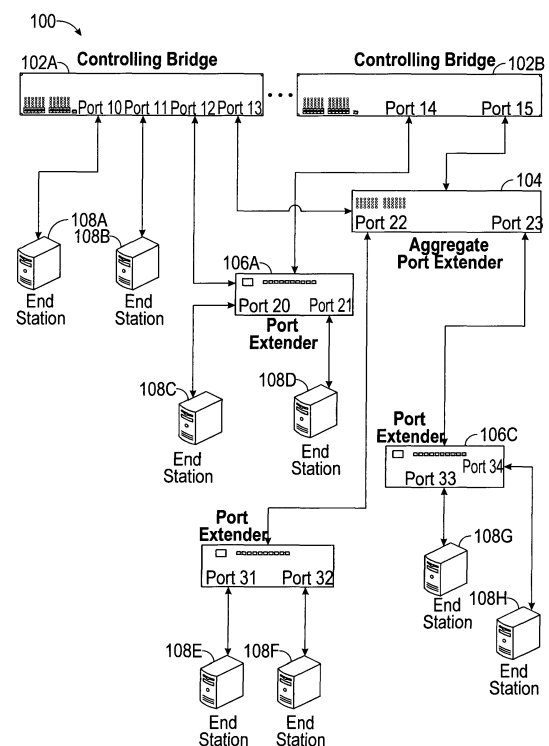 100
102A
Controlling Bridge
Controlling Bridge
102B
Port 10 Port 11 Port 12 Port 13
Port 14
Port 15
104
Port 22
Port 23
Aggregate
Port Extender
108A
108B
End
Station
End
Station
106A
Port 20
Port 21
Port
Extender
108C
End
Station
108D
End
Station
Port
Extender
106C
Port 33
Port 34
Port
Extender
Port 31
Port 32
108G
End
Station
108H
End
Station
108E
End
Station
108F
End
Station